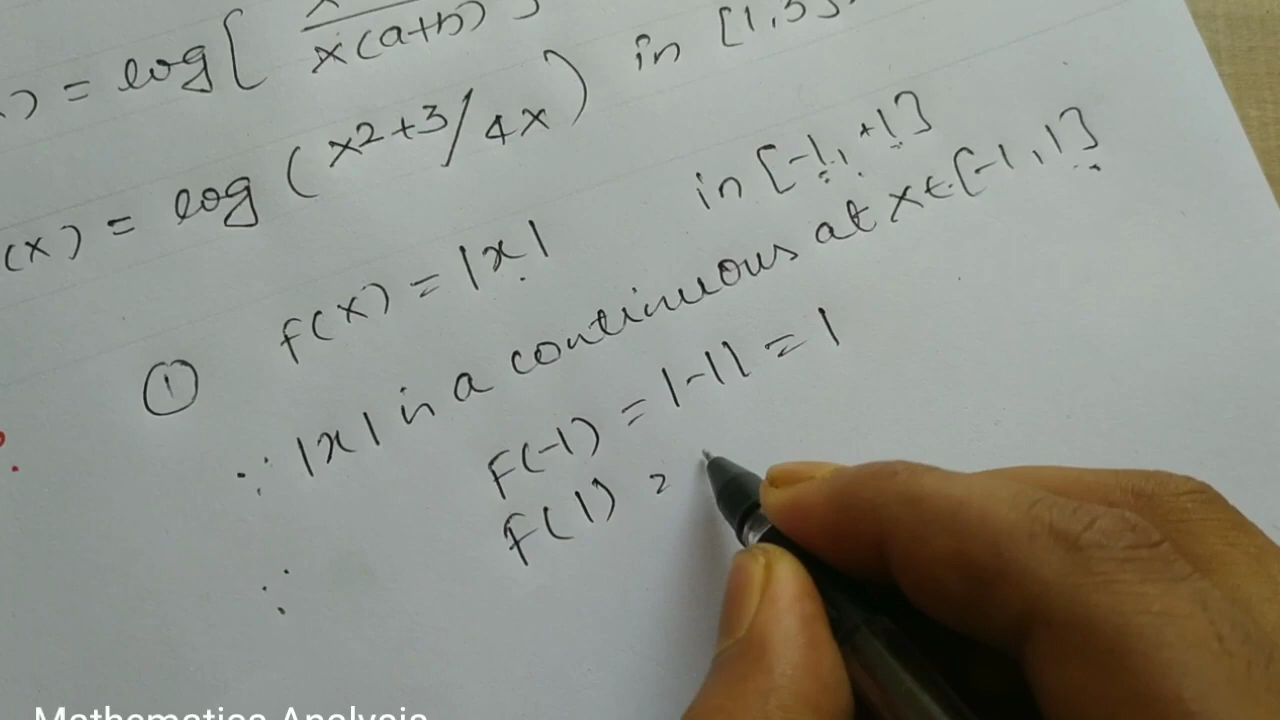 ) = log[ x(a+b)
(x) = log (x2+3/4x) in [1,3].
f(x) = |x| in [-1, +1]
① ∵ |x| is a continuous at x ∈ [-1, 1]
f(-1) = |-1| = 1
∴ f(1) =
Mathematics Analysis